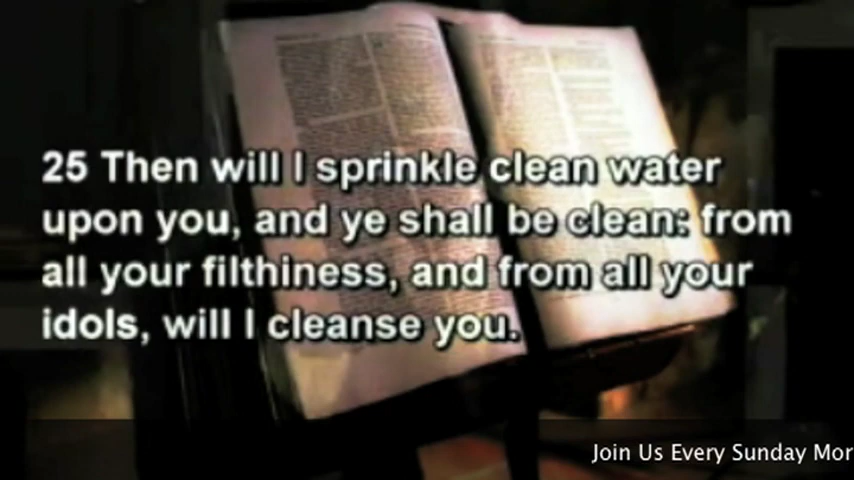 25 Then will I sprinkle clean water
upon you, and ye shall be clean: from
all your filthiness, and from all your
idols, will I cleanse you.
Join Us Every Sunday Mor